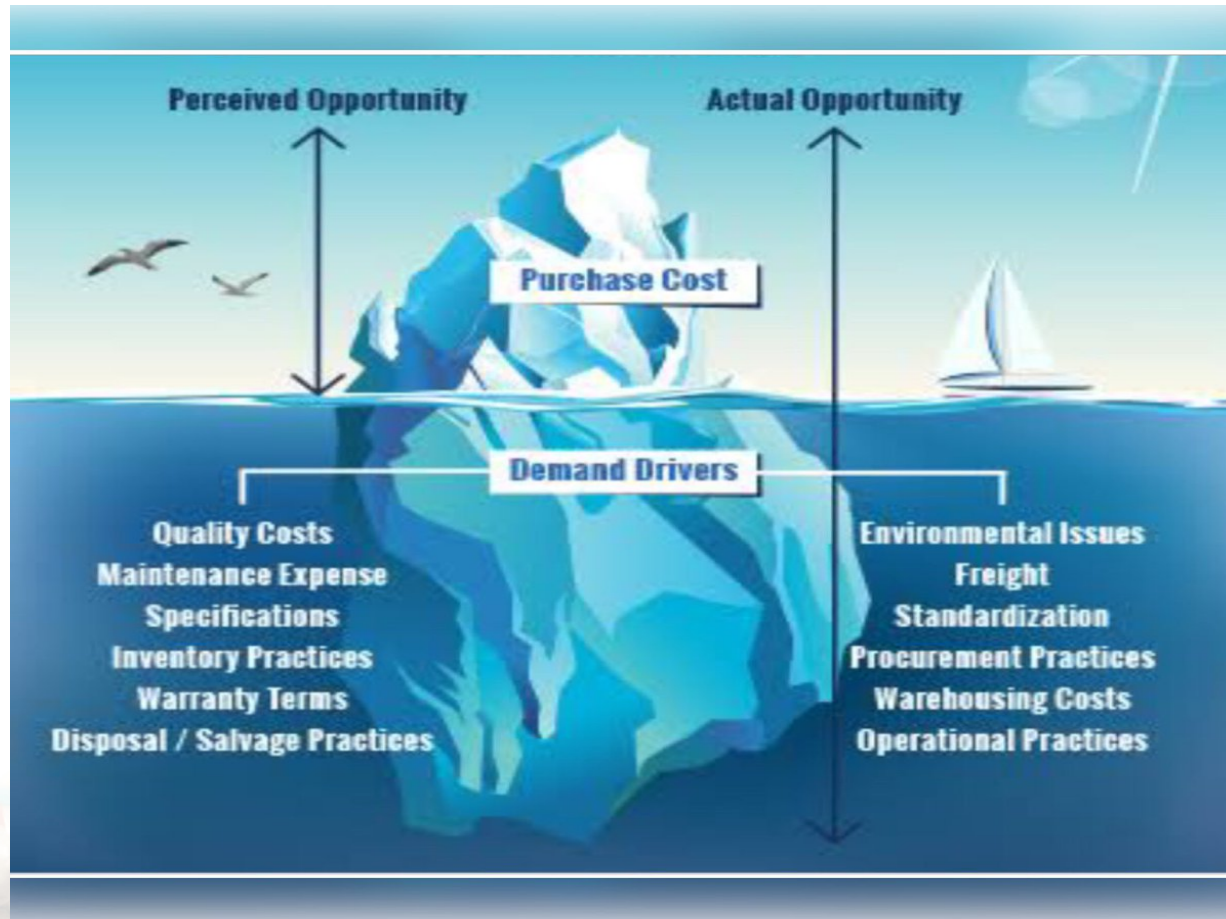 Perceived Opportunity
Actual Opportunity
Purchase Cost
Demand Drivers
Quality Costs
Maintenance Expense
Specifications
Inventory Practices
Warranty Terms
Disposal / Salvage Practices
Environmental Issues
Freight
Standardization
Procurement Practices
Warehousing Costs
Operational Practices